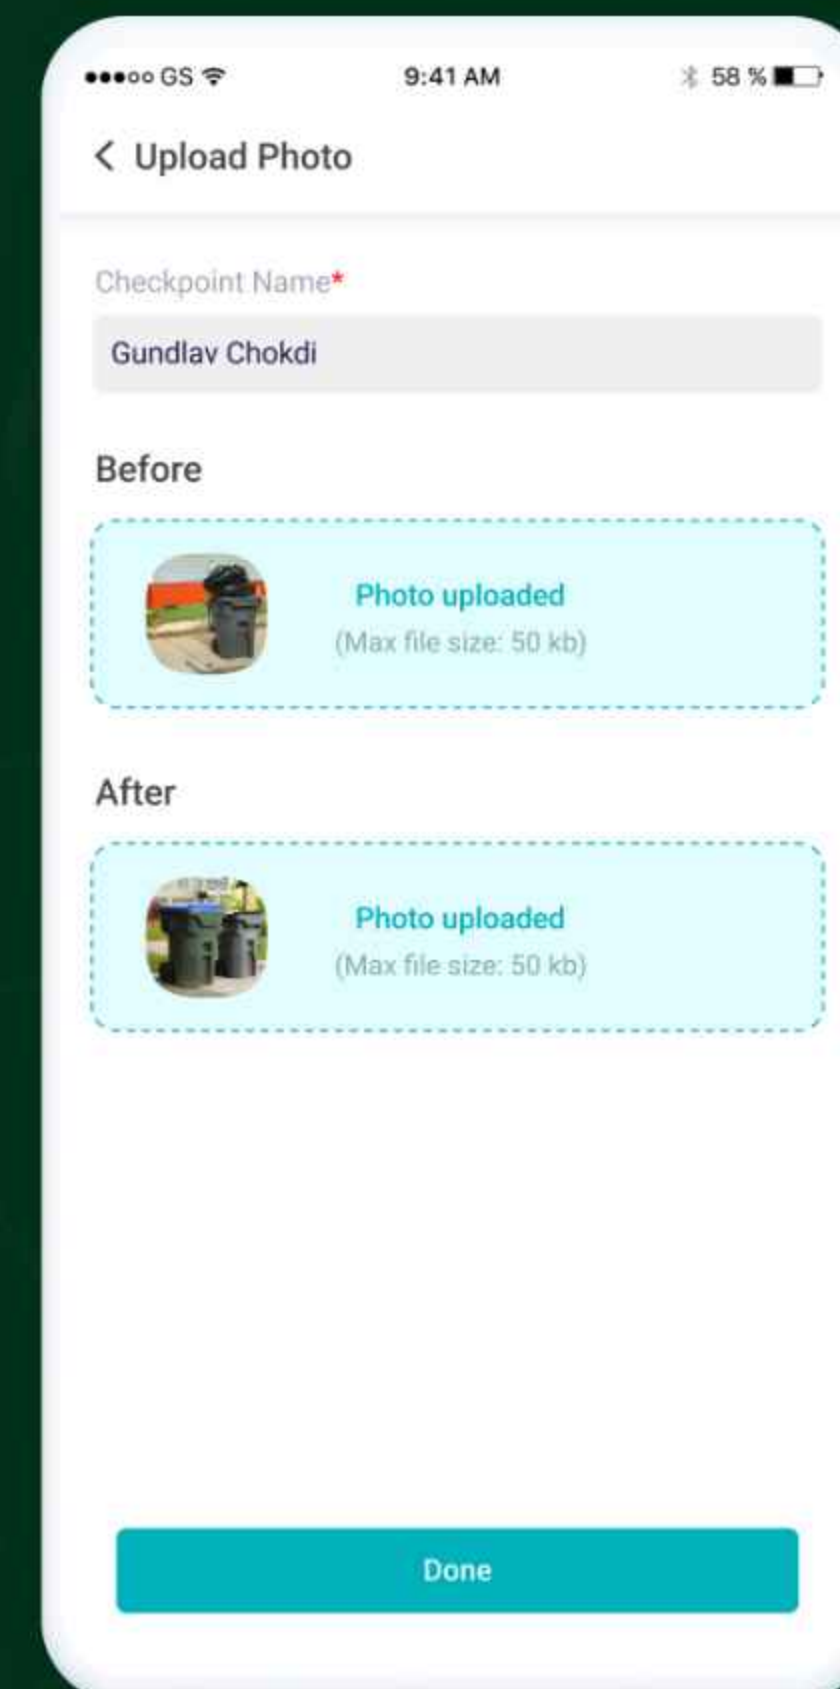 GS 9:41 AM 58 %
Upload Photo
Checkpoint Name*
Gundlav Chokdi
Before
Photo uploaded
(Max file size: 50 kb)
After
Photo uploaded
(Max file size: 50 kb)
Done